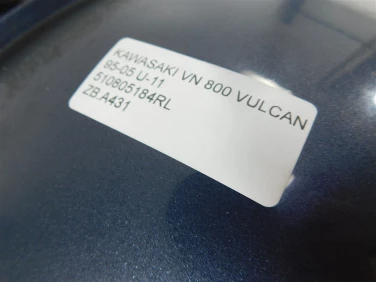 KAWASAKI VN 800 VULCAN
95-05 U-11
510805184RL
ZB.A431